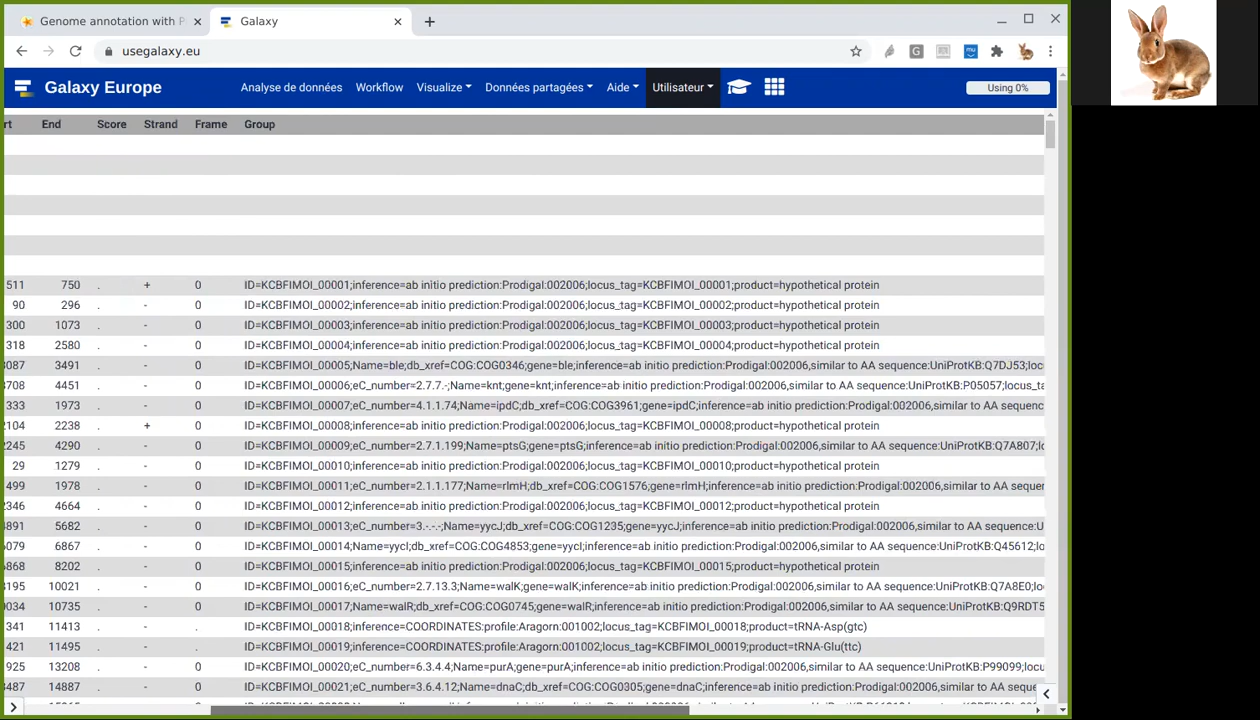 Genome annotation with P
Galaxy
usegalaxy.eu
Galaxy Europe Analyse de données Workflow Visualize Données partagées Aide Utilisateur Using 0%
rt End Score Strand Frame Group
511 750 . + 0 ID=KCBFIMOI_00001;inference=ab initio prediction:Prodigal:002006;locus_tag=KCBFIMOI_00001;product=hypothetical protein
90 296 . - 0 ID=KCBFIMOI_00002;inference=ab initio prediction:Prodigal:002006;locus_tag=KCBFIMOI_00002;product=hypothetical protein
300 1073 . - 0 ID=KCBFIMOI_00003;inference=ab initio prediction:Prodigal:002006;locus_tag=KCBFIMOI_00003;product=hypothetical protein
318 2580 . - 0 ID=KCBFIMOI_00004;inference=ab initio prediction:Prodigal:002006;locus_tag=KCBFIMOI_00004;product=hypothetical protein
3087 3491 . - 0 ID=KCBFIMOI_00005;Name=ble;db_xref=COG:COG0346;gene=ble;inference=ab initio prediction:Prodigal:002006,similar to AA sequence:UniProtKB:Q7DJ53;loc
3708 4451 . - 0 ID=KCBFIMOI_00006;eC_number=2.7.7.-;Name=knt;gene=knt;inference=ab initio prediction:Prodigal:002006,similar to AA sequence:UniProtKB:P05057;locus_ta
333 1973 . - 0 ID=KCBFIMOI_00007;eC_number=4.1.1.74;Name=ipdC;db_xref=COG:COG3961;gene=ipdC;inference=ab initio prediction:Prodigal:002006,similar to AA sequenc
2104 2238 . + 0 ID=KCBFIMOI_00008;inference=ab initio prediction:Prodigal:002006;locus_tag=KCBFIMOI_00008;product=hypothetical protein
2245 4290 . - 0 ID=KCBFIMOI_00009;eC_number=2.7.1.199;Name=ptsG;gene=ptsG;inference=ab initio prediction:Prodigal:002006,similar to AA sequence:UniProtKB:Q7A807;l
29 1279 . - 0 ID=KCBFIMOI_00010;inference=ab initio prediction:Prodigal:002006;locus_tag=KCBFIMOI_00010;product=hypothetical protein
499 1978 . - 0 ID=KCBFIMOI_00011;eC_number=2.1.1.177;Name=rlmH;db_xref=COG:COG1576;gene=rlmH;inference=ab initio prediction:Prodigal:002006,similar to AA sequen
2346 4664 . - 0 ID=KCBFIMOI_00012;inference=ab initio prediction:Prodigal:002006;locus_tag=KCBFIMOI_00012;product=hypothetical protein
4891 5682 . - 0 ID=KCBFIMOI_00013;eC_number=3.-.-.-;Name=yycJ;db_xref=COG:COG1235;gene=yycJ;inference=ab initio prediction:Prodigal:002006,similar to AA sequence:U
6079 6867 . - 0 ID=KCBFIMOI_00014;Name=yycI;db_xref=COG:COG4853;gene=yycI;inference=ab initio prediction:Prodigal:002006,similar to AA sequence:UniProtKB:Q45612;lo
6868 8202 . - 0 ID=KCBFIMOI_00015;inference=ab initio prediction:Prodigal:002006;locus_tag=KCBFIMOI_00015;product=hypothetical protein
8195 10021 . - 0 ID=KCBFIMOI_00016;eC_number=2.7.13.3;Name=walK;gene=walK;inference=ab initio prediction:Prodigal:002006,similar to AA sequence:UniProtKB:Q7A8E0;lo
0034 10735 . - 0 ID=KCBFIMOI_00017;Name=walR;db_xref=COG:COG0745;gene=walR;inference=ab initio prediction:Prodigal:002006,similar to AA sequence:UniProtKB:Q9RDT5
341 11413 . - . ID=KCBFIMOI_00018;inference=COORDINATES:profile:Aragorn:001002;locus_tag=KCBFIMOI_00018;product=tRNA-Asp(gtc)
421 11495 . - . ID=KCBFIMOI_00019;inference=COORDINATES:profile:Aragorn:001002;locus_tag=KCBFIMOI_00019;product=tRNA-Glu(ttc)
925 13208 . - 0 ID=KCBFIMOI_00020;eC_number=6.3.4.4;Name=purA;gene=purA;inference=ab initio prediction:Prodigal:002006,similar to AA sequence:UniProtKB:P99099;locu
3487 14887 . - 0 ID=KCBFIMOI_00021;eC_number=3.6.4.12;Name=dnaC;db_xref=COG:COG0305;gene=dnaC;inference=ab initio prediction:Prodigal:002006,similar to AA seque